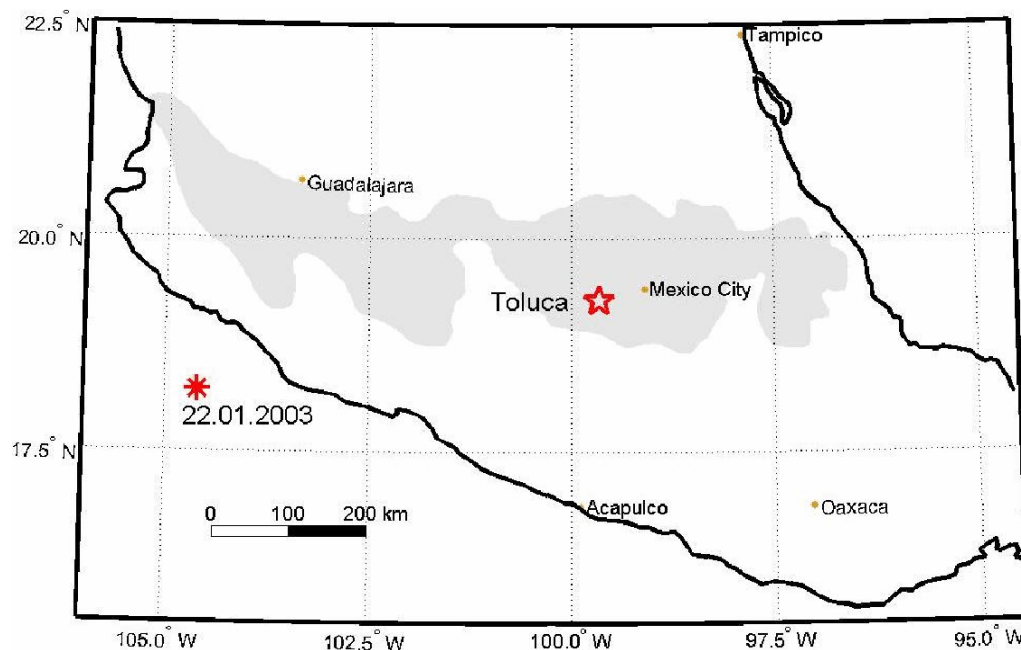 22.5° N
Tampico
Guadalajara
20.0° N
Toluca
Mexico City
22.01.2003
17.5° N
0 100 200 km
Acapulco
Oaxaca
105.0° W 102.5° W 100.0° W 97.5° W 95.0° W